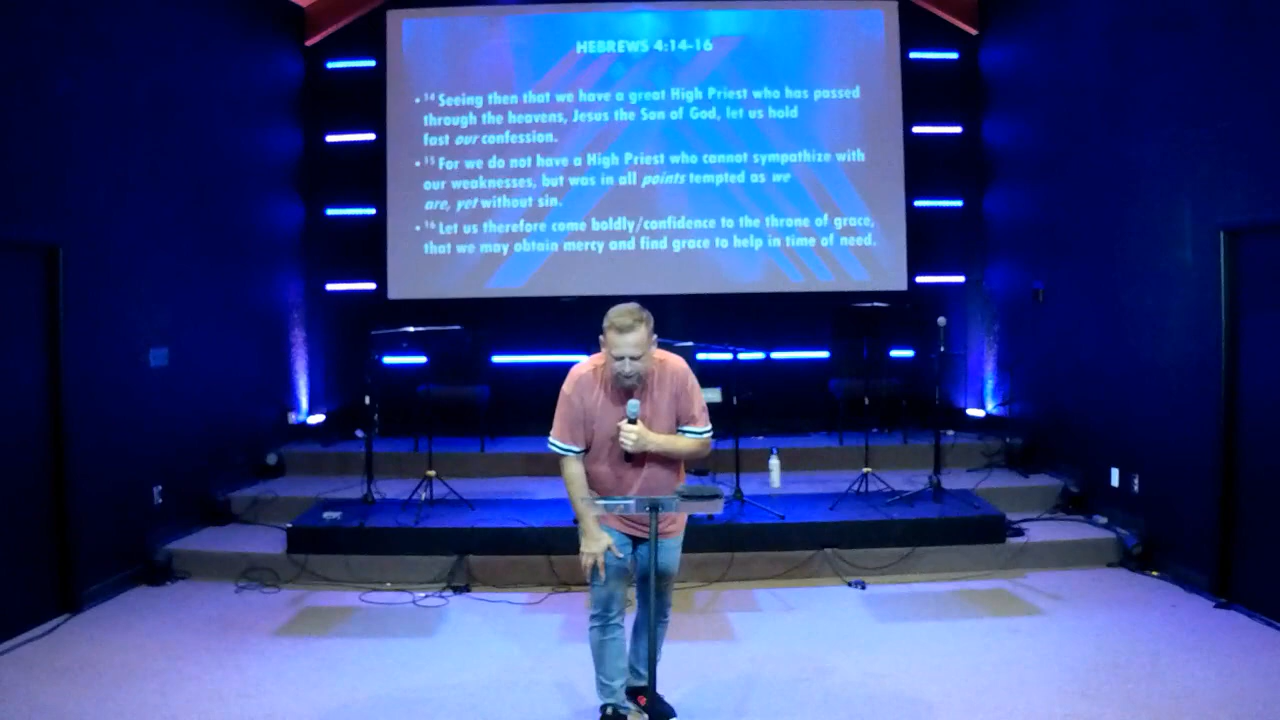 HEBREWS 4:14-16
• 14 Seeing then that we have a great High Priest who has passed
through the heavens, Jesus the Son of God, let us hold
fast our confession.
• 15 For we do not have a High Priest who cannot sympathize with
our weaknesses, but was in all points tempted as we
are, yet without sin.
• 16 Let us therefore come boldly/confidence to the throne of grace,
that we may obtain mercy and find grace to help in time of need.